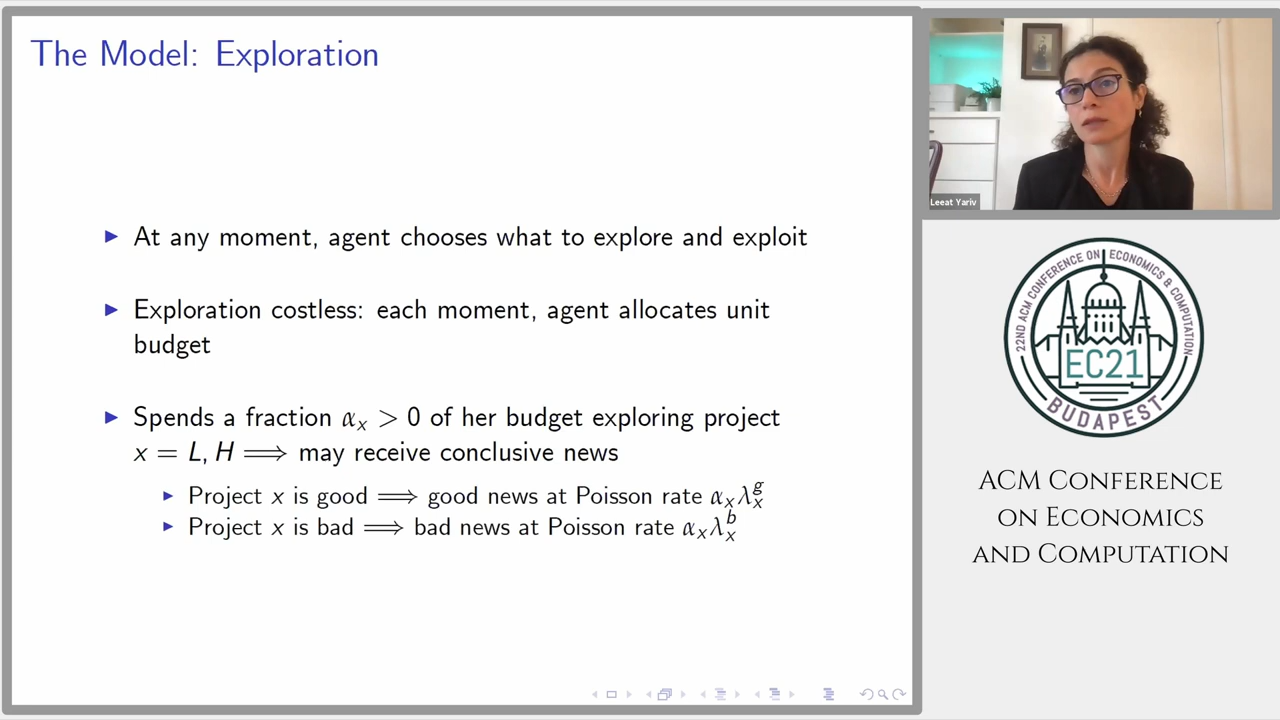 The Model: Exploration
▶ At any moment, agent chooses what to explore and exploit
▶ Exploration costless: each moment, agent allocates unit
budget
▶ Spends a fraction αₓ > 0 of her budget exploring project
x = L, H ⟹ may receive conclusive news
▶ Project x is good ⟹ good news at Poisson rate αₓλₓᵍ
▶ Project x is bad ⟹ bad news at Poisson rate αₓλₓᵇ
Leeat Yariv
22ND ACM CONFERENCE ON ECONOMICS & COMPUTATION
EC21
BUDAPEST
ACM Conference
on Economics
and Computation